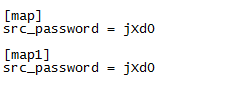 [map]
src_password = jXd0
[map1]
src_password = jXd0